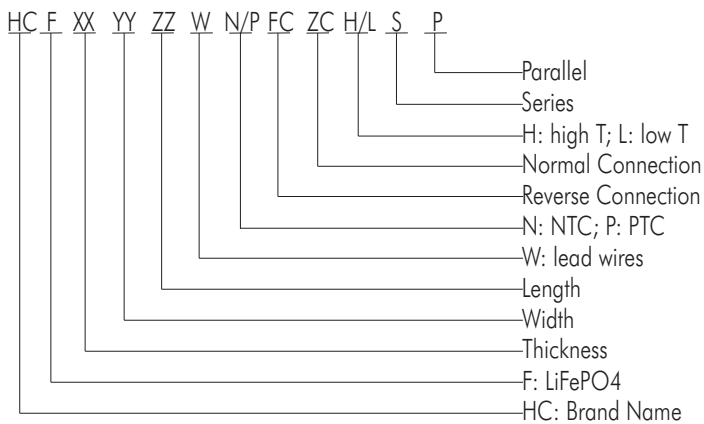 HC F XX YY ZZ W N/P FC ZC H/L S P
Parallel
Series
H: high T; L: low T
Normal Connection
Reverse Connection
N: NTC; P: PTC
W: lead wires
Length
Width
Thickness
F: LiFePO4
HC: Brand Name